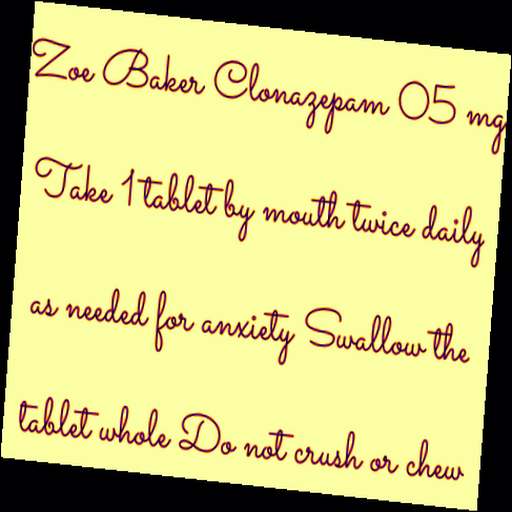 Zoe Baker Clonazepam 05 mg
Take 1 tablet by mouth twice daily
as needed for anxiety Swallow the
tablet whole Do not crush or chew